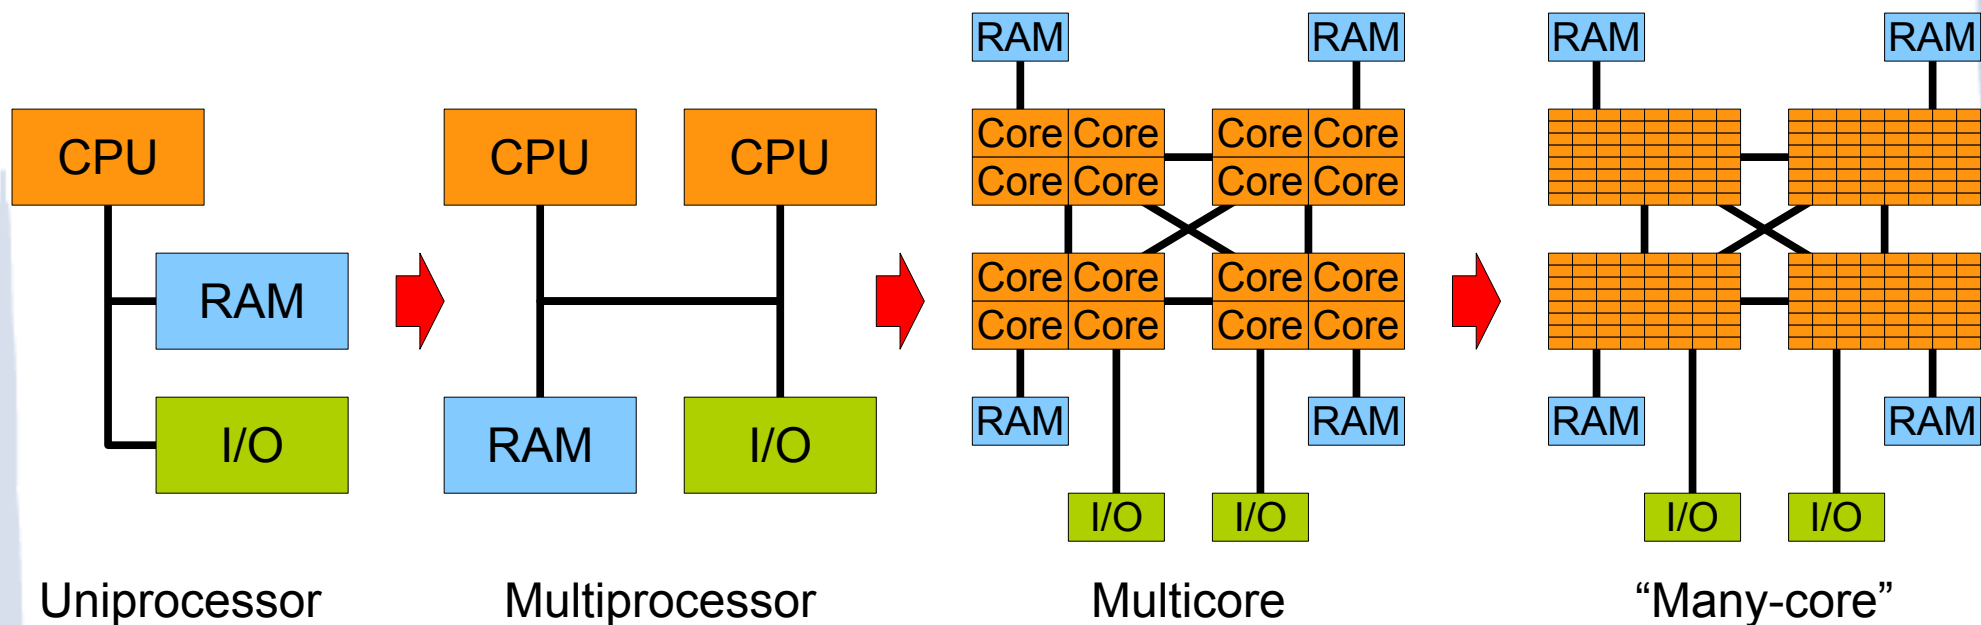 CPU
RAM
I/O
Uniprocessor
CPU CPU
RAM I/O
Multiprocessor
RAM RAM
Core Core Core Core
Core Core Core Core
Core Core Core Core
Core Core Core Core
RAM RAM
I/O I/O
Multicore
RAM RAM
RAM RAM
I/O I/O
“Many-core”